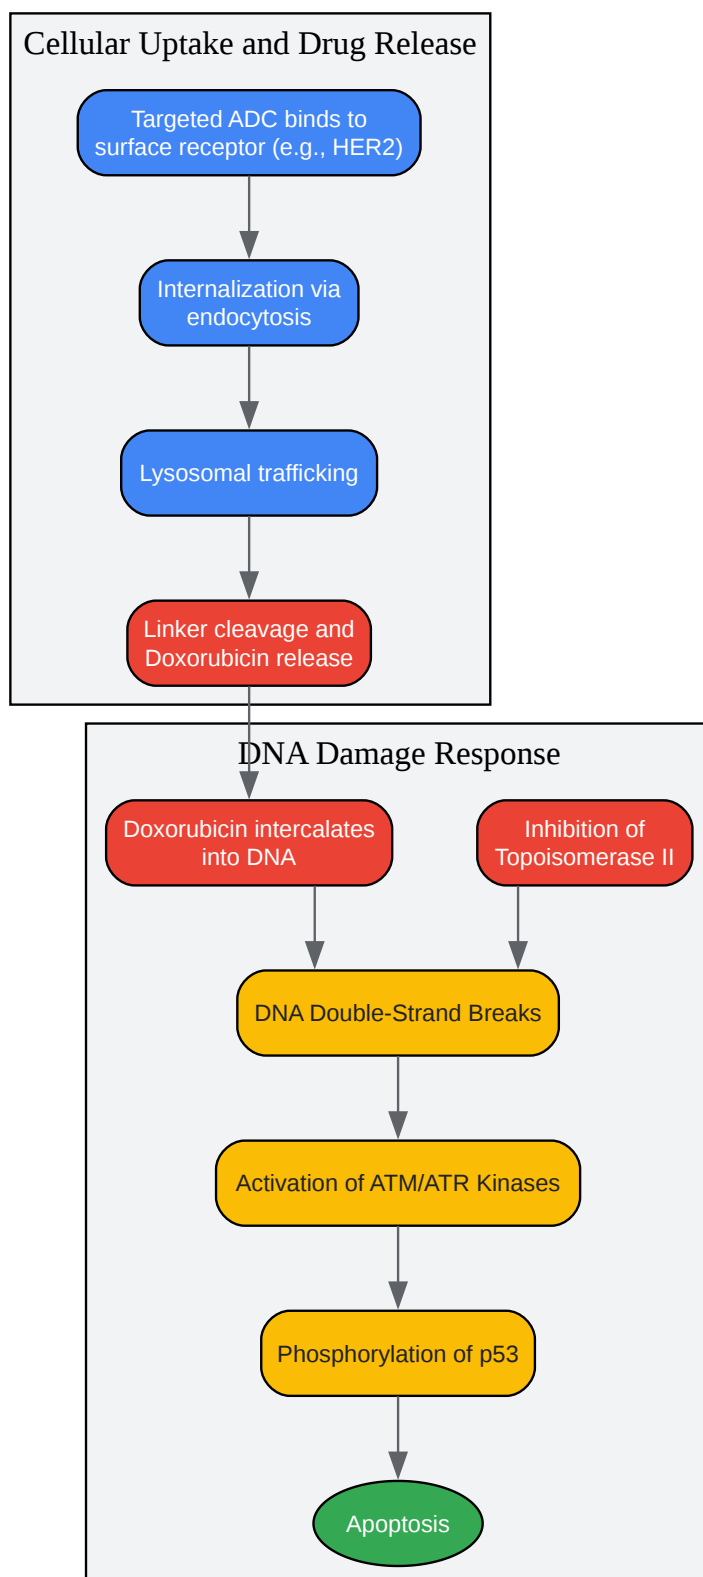 Cellular Uptake and Drug Release
Targeted ADC binds to
surface receptor (e.g., HER2)
Internalization via
endocytosis
Lysosomal trafficking
Linker cleavage and
Doxorubicin release
DNA Damage Response
Doxorubicin intercalates
into DNA
Inhibition of
Topoisomerase II
DNA Double-Strand Breaks
Activation of ATM/ATR Kinases
Phosphorylation of p53
Apoptosis